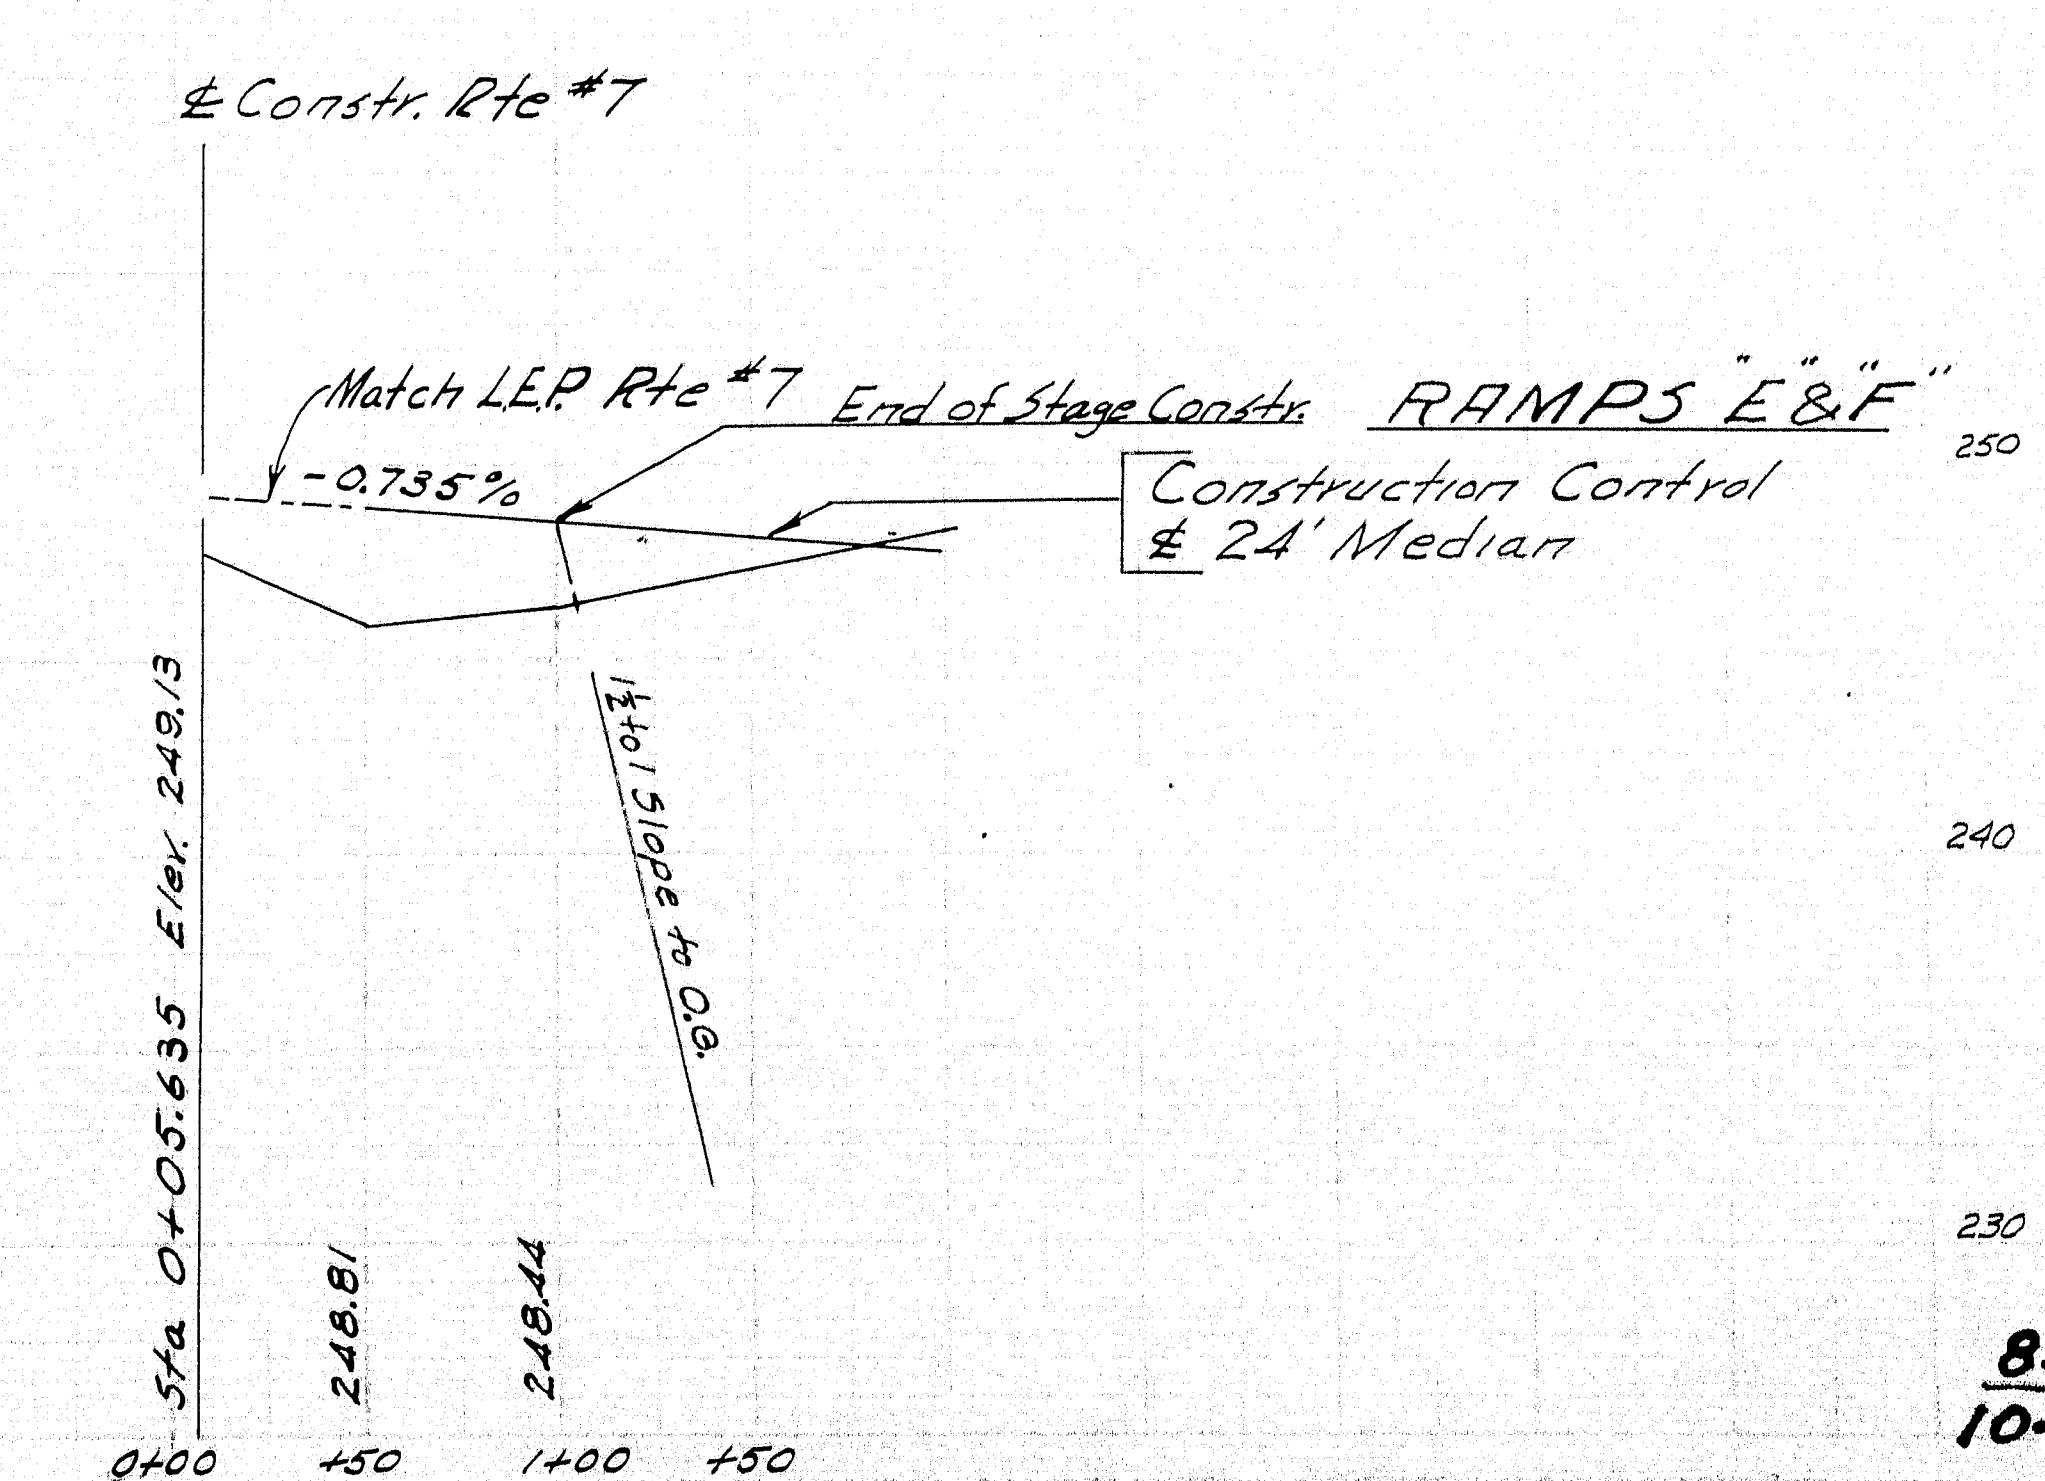 ℄ Constr. Rte #7
Match L.E.P. Rte #7
End of Stage Constr.
RAMPS "E" & "F"
250
-0.735%
Construction Control
℄ 24' Median
240
230
Sta 0+05.635 Elev. 249.13
1½ to 1 Slope to O.G.
248.81
248.44
8.
10.
0+00 +50 1+00 +50